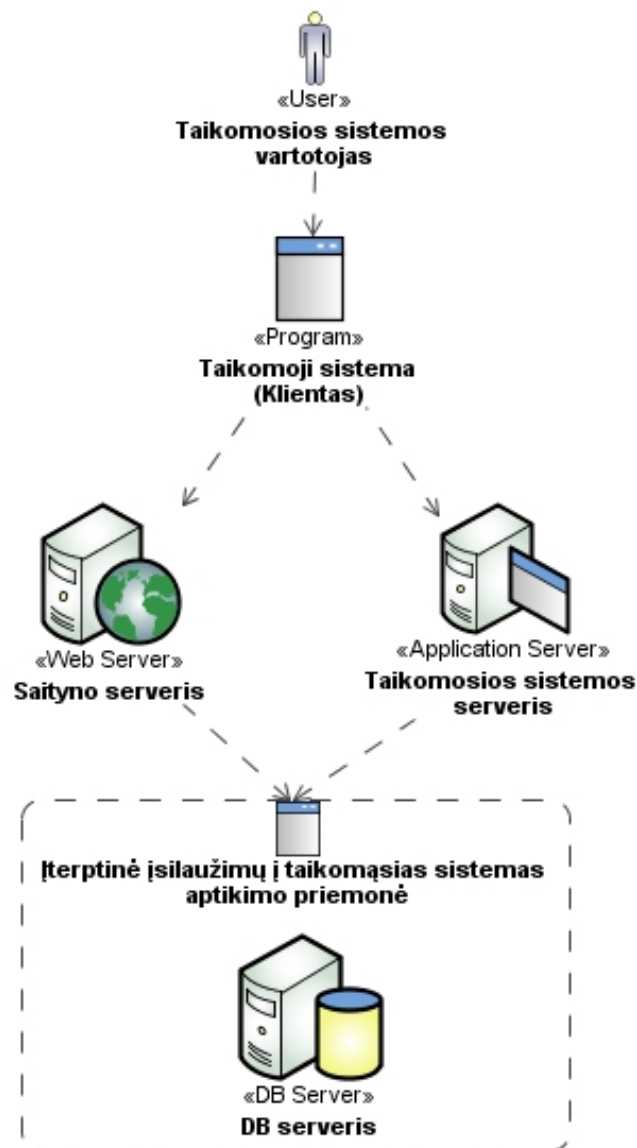 «User»
Taikomosios sistemos
vartotojas
«Program»
Taikomoji sistema
(Klientas)
«Web Server»
Saityno serveris
«Application Server»
Taikomosios sistemos
serveris
Įterptinė įsilaužimų į taikomąsias sistemas
aptikimo priemonė
«DB Server»
DB serveris